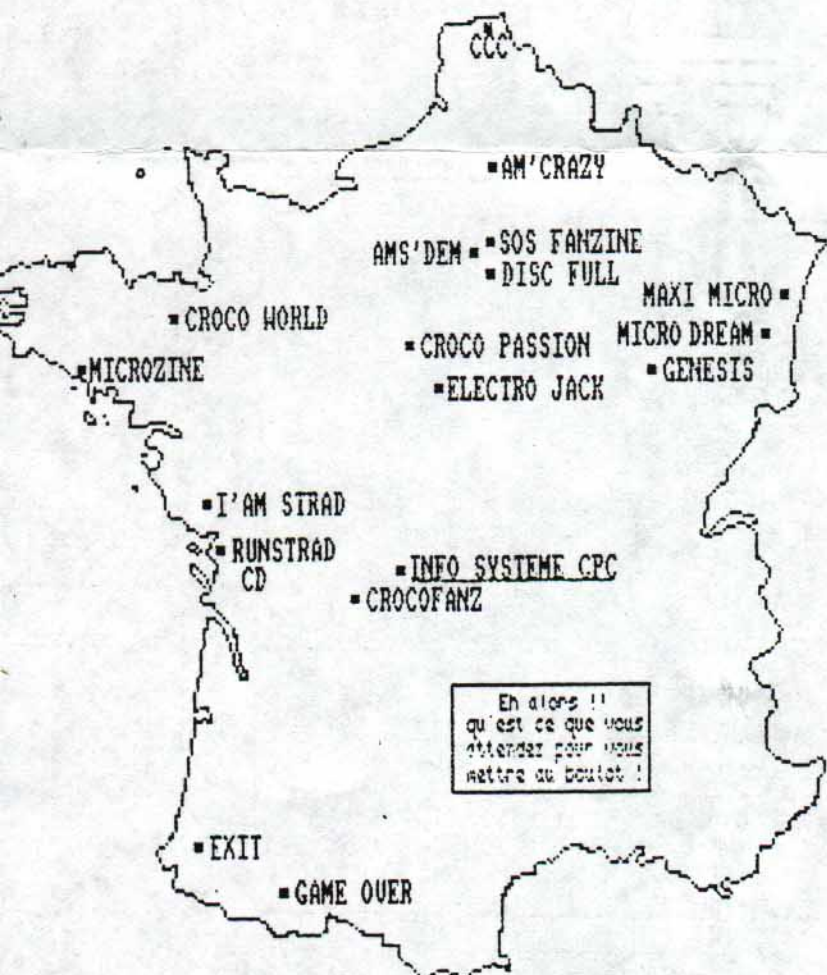 CCC
AM'CRAZY
SOS FANZINE
AMS'DEM
DISC FULL
MAXI MICRO
CROCO WORLD
MICRO DREAM
CROCO PASSION
MICROZINE
GENESIS
ELECTRO JACK
I'AM STRAD
RUNSTRAD
CD
INFO SYSTEME CPC
CROCOFANZ
Eh alors !!
qu'est ce que vous
attendez pour vous
mettre au boulot !
EXIT
GAME OVER